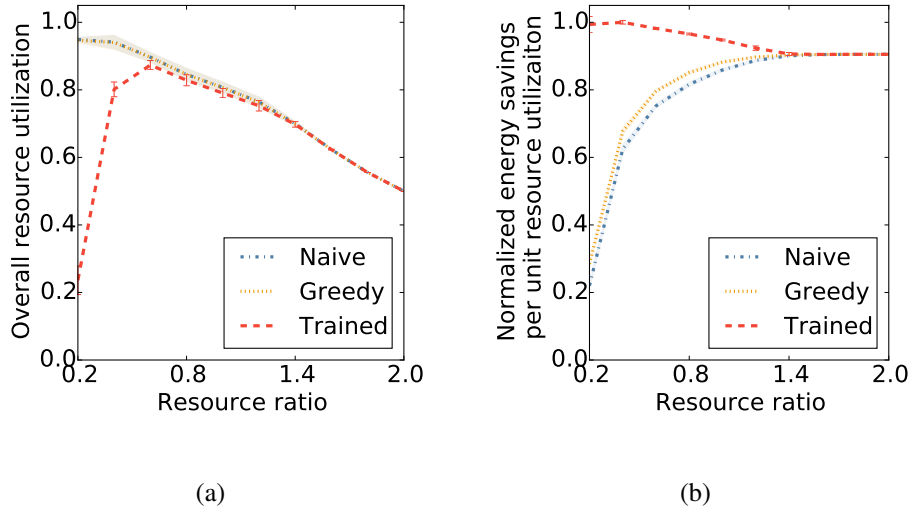 Overall resource utilization
1.0
0.8
0.6
0.4
0.2
0.0
0.2
0.8
1.4
2.0
Resource ratio
Naive
Greedy
Trained
(a)
Normalized energy savings
per unit resource utilizaiton
1.0
0.8
0.6
0.4
0.2
0.0
0.2
0.8
1.4
2.0
Resource ratio
Naive
Greedy
Trained
(b)